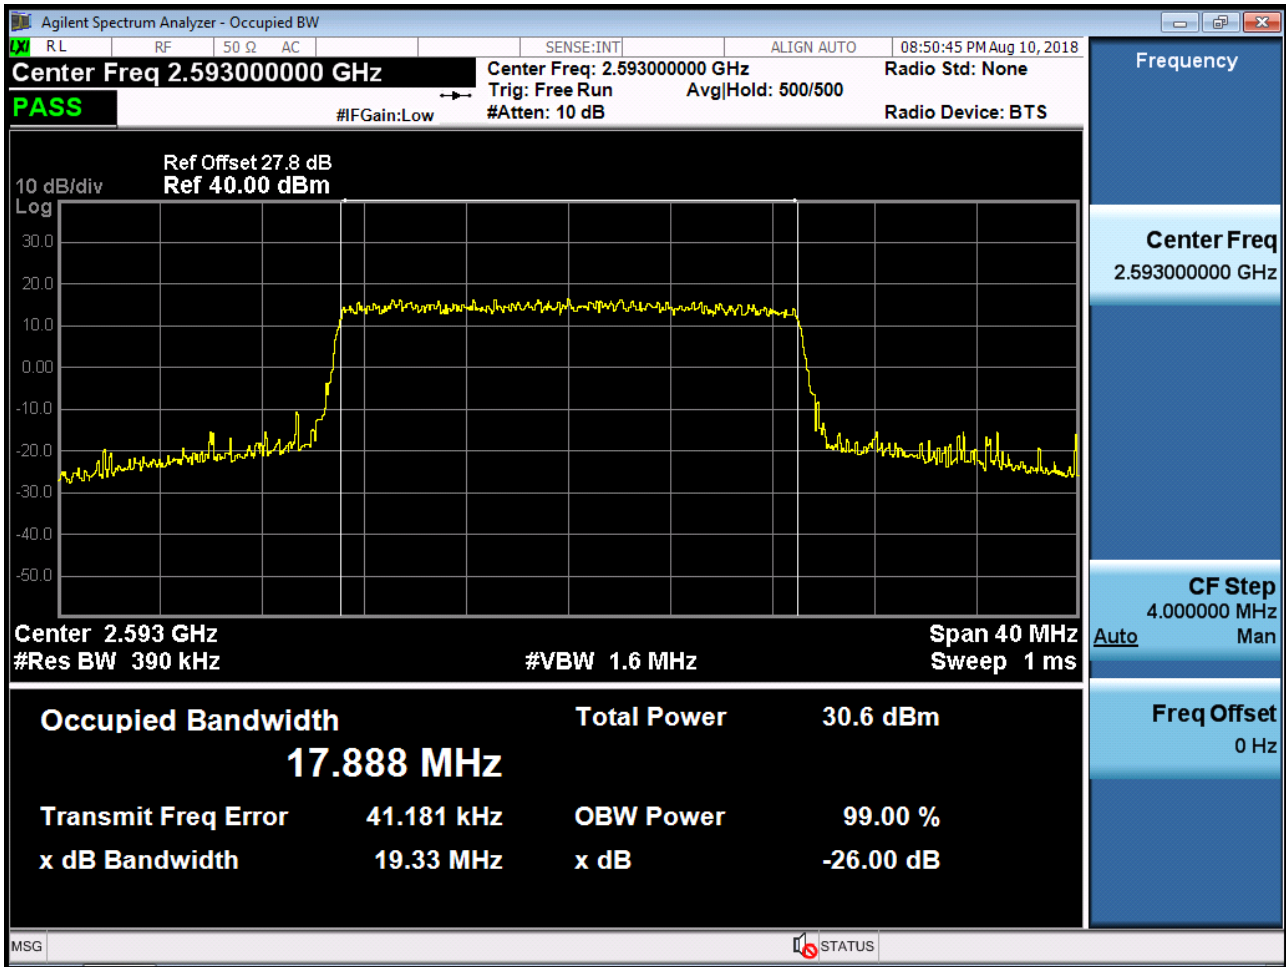 Agilent Spectrum Analyzer - Occupied BW
LXI RL RF 50 Ω AC SENSE:INT ALIGN AUTO 08:50:45 PM Aug 10, 2018
Center Freq 2.593000000 GHz
Center Freq: 2.593000000 GHz
Radio Std: None
Trig: Free Run
Avg|Hold: 500/500
PASS
#IFGain:Low
#Atten: 10 dB
Radio Device: BTS
Ref Offset 27.8 dB
10 dB/div
Ref 40.00 dBm
Log
30.0
20.0
10.0
0.00
-10.0
-20.0
-30.0
-40.0
-50.0
Center 2.593 GHz
Span 40 MHz
#Res BW 390 kHz
#VBW 1.6 MHz
Sweep 1 ms
Occupied Bandwidth
17.888 MHz
Total Power 30.6 dBm
Transmit Freq Error 41.181 kHz
OBW Power 99.00 %
x dB Bandwidth 19.33 MHz
x dB -26.00 dB
Frequency
Center Freq
2.593000000 GHz
CF Step
4.000000 MHz
Auto Man
Freq Offset
0 Hz
MSG
STATUS